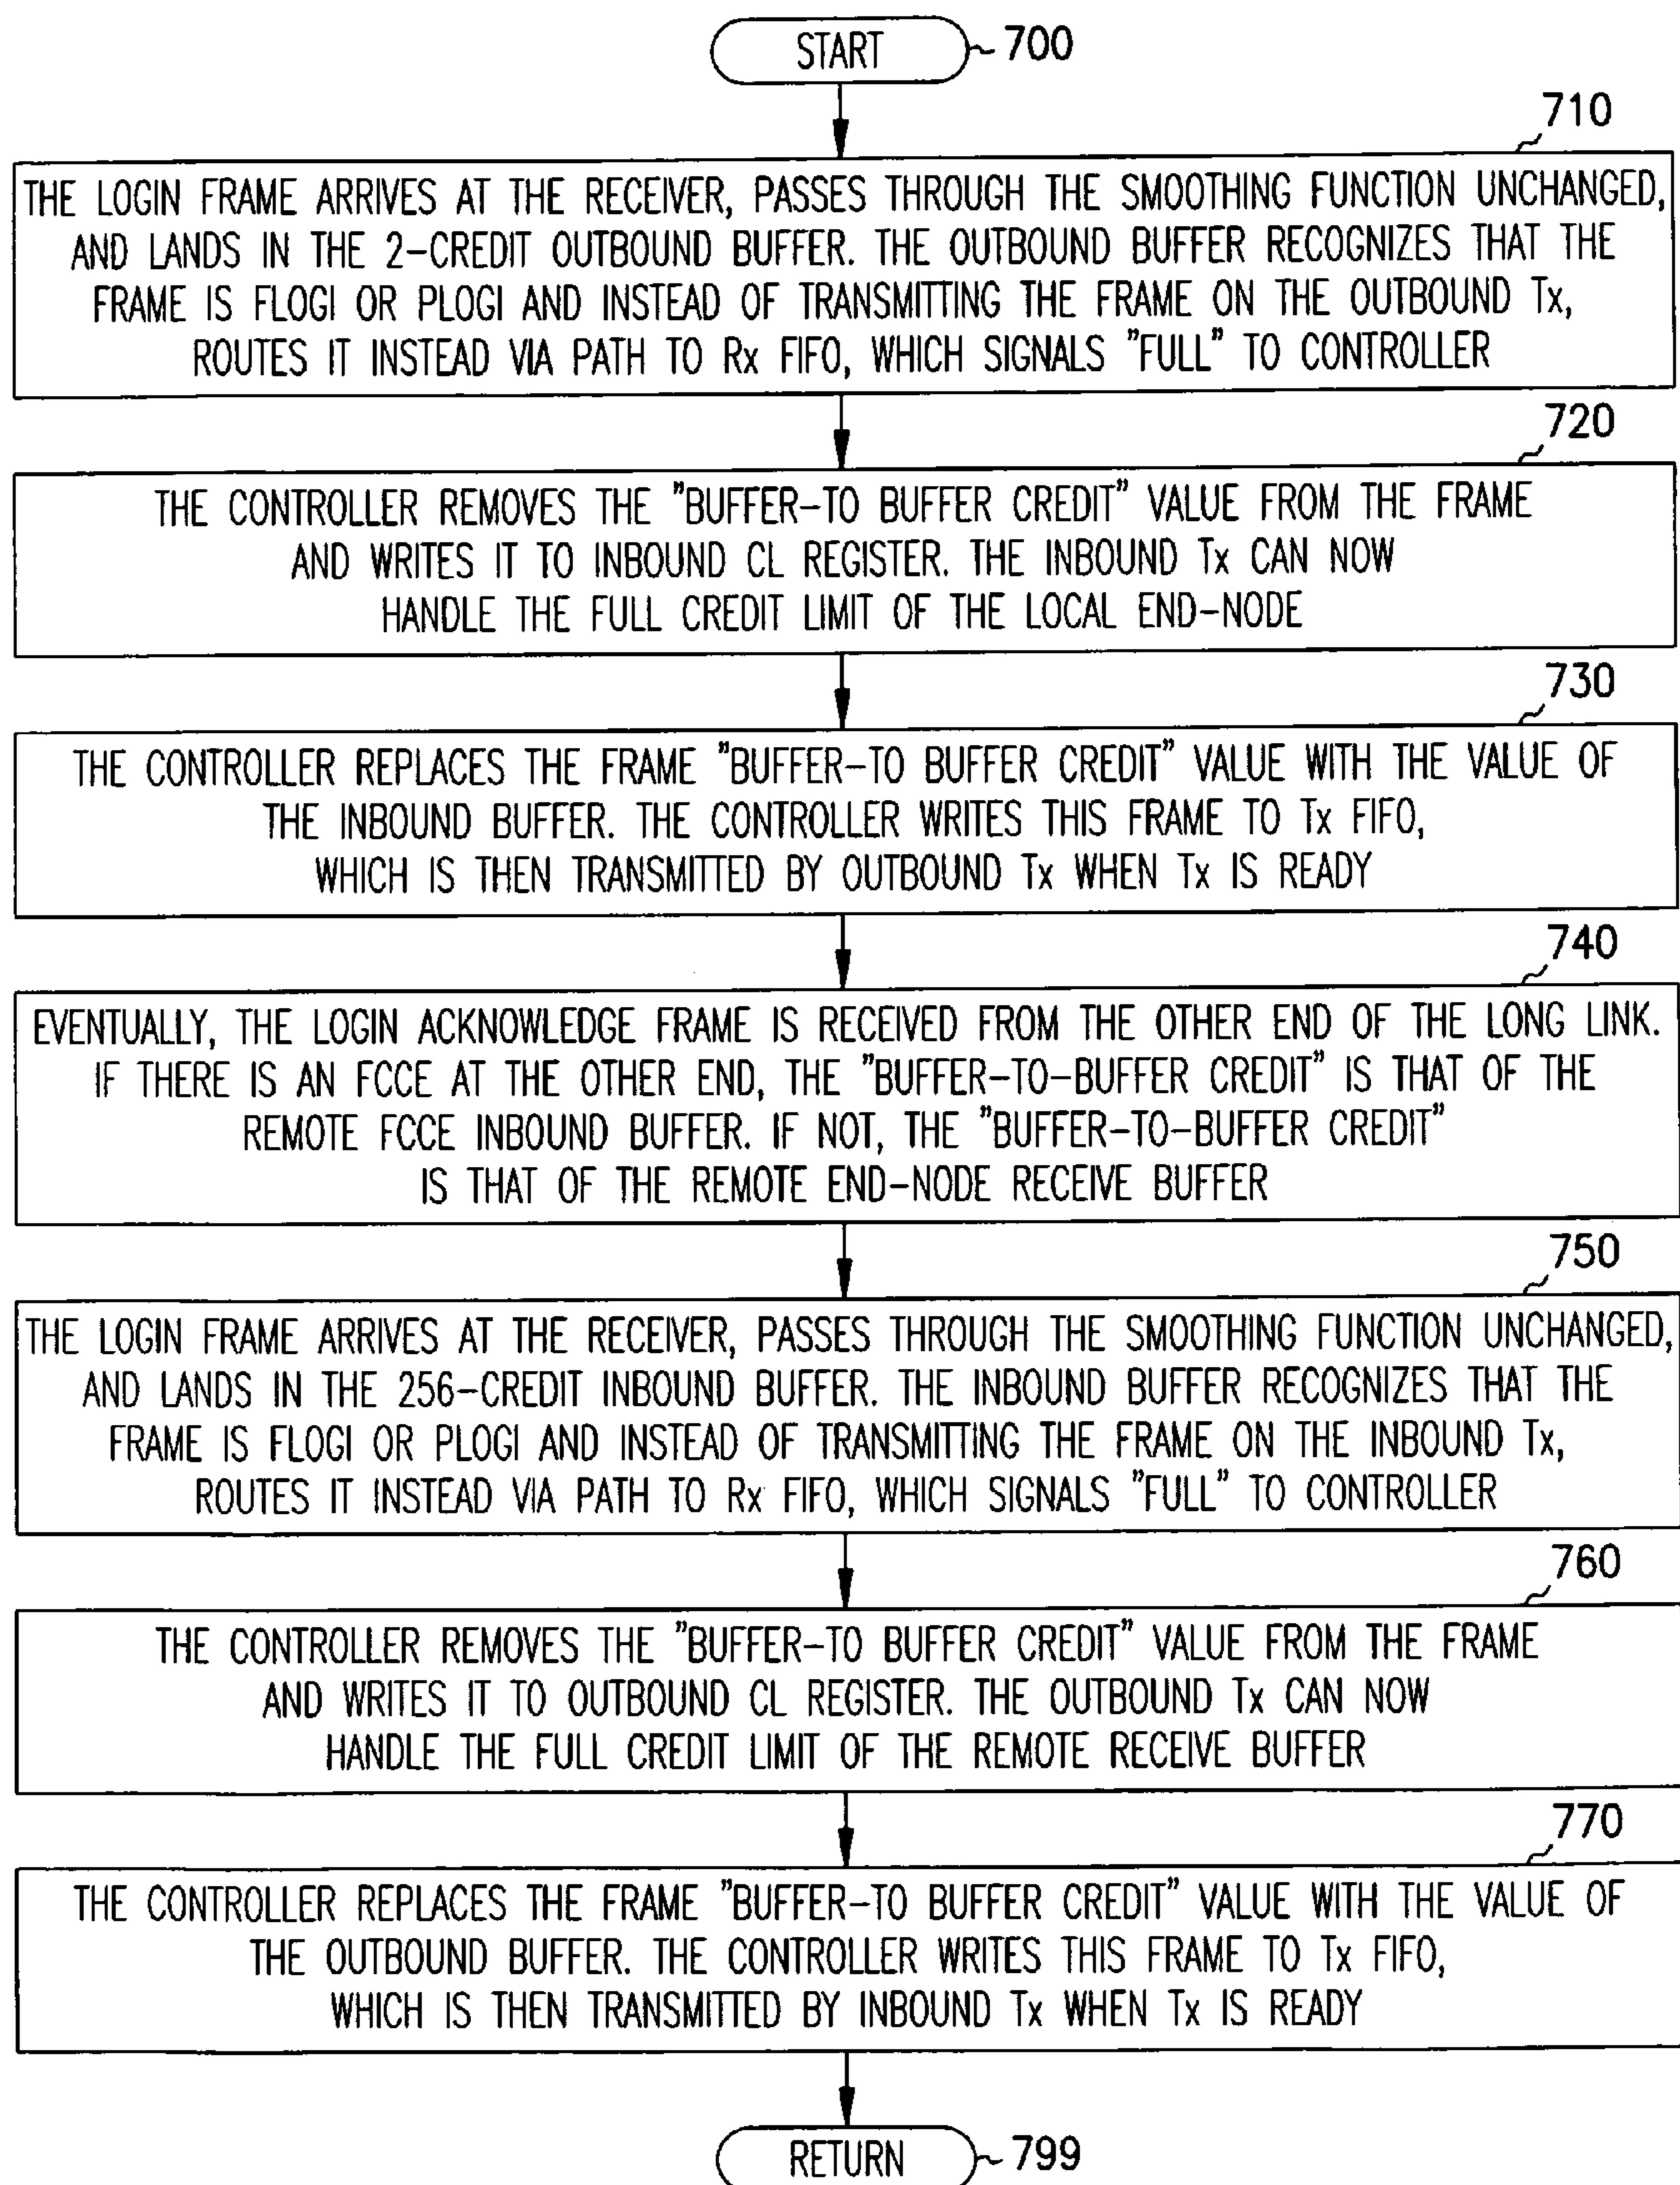 START
700
710
THE LOGIN FRAME ARRIVES AT THE RECEIVER, PASSES THROUGH THE SMOOTHING FUNCTION UNCHANGED,
AND LANDS IN THE 2-CREDIT OUTBOUND BUFFER. THE OUTBOUND BUFFER RECOGNIZES THAT THE
FRAME IS FLOGI OR PLOGI AND INSTEAD OF TRANSMITTING THE FRAME ON THE OUTBOUND Tx,
ROUTES IT INSTEAD VIA PATH TO Rx FIFO, WHICH SIGNALS "FULL" TO CONTROLLER
720
THE CONTROLLER REMOVES THE "BUFFER-TO BUFFER CREDIT" VALUE FROM THE FRAME
AND WRITES IT TO INBOUND CL REGISTER. THE INBOUND Tx CAN NOW
HANDLE THE FULL CREDIT LIMIT OF THE LOCAL END-NODE
730
THE CONTROLLER REPLACES THE FRAME "BUFFER-TO BUFFER CREDIT" VALUE WITH THE VALUE OF
THE INBOUND BUFFER. THE CONTROLLER WRITES THIS FRAME TO Tx FIFO,
WHICH IS THEN TRANSMITTED BY OUTBOUND Tx WHEN Tx IS READY
740
EVENTUALLY, THE LOGIN ACKNOWLEDGE FRAME IS RECEIVED FROM THE OTHER END OF THE LONG LINK.
IF THERE IS AN FCCE AT THE OTHER END, THE "BUFFER-TO-BUFFER CREDIT" IS THAT OF THE
REMOTE FCCE INBOUND BUFFER. IF NOT, THE "BUFFER-TO-BUFFER CREDIT"
IS THAT OF THE REMOTE END-NODE RECEIVE BUFFER
750
THE LOGIN FRAME ARRIVES AT THE RECEIVER, PASSES THROUGH THE SMOOTHING FUNCTION UNCHANGED,
AND LANDS IN THE 256-CREDIT INBOUND BUFFER. THE INBOUND BUFFER RECOGNIZES THAT THE
FRAME IS FLOGI OR PLOGI AND INSTEAD OF TRANSMITTING THE FRAME ON THE INBOUND Tx,
ROUTES IT INSTEAD VIA PATH TO Rx FIFO, WHICH SIGNALS "FULL" TO CONTROLLER
760
THE CONTROLLER REMOVES THE "BUFFER-TO BUFFER CREDIT" VALUE FROM THE FRAME
AND WRITES IT TO OUTBOUND CL REGISTER. THE OUTBOUND Tx CAN NOW
HANDLE THE FULL CREDIT LIMIT OF THE REMOTE RECEIVE BUFFER
770
THE CONTROLLER REPLACES THE FRAME "BUFFER-TO BUFFER CREDIT" VALUE WITH THE VALUE OF
THE OUTBOUND BUFFER. THE CONTROLLER WRITES THIS FRAME TO Tx FIFO,
WHICH IS THEN TRANSMITTED BY INBOUND Tx WHEN Tx IS READY
RETURN
799